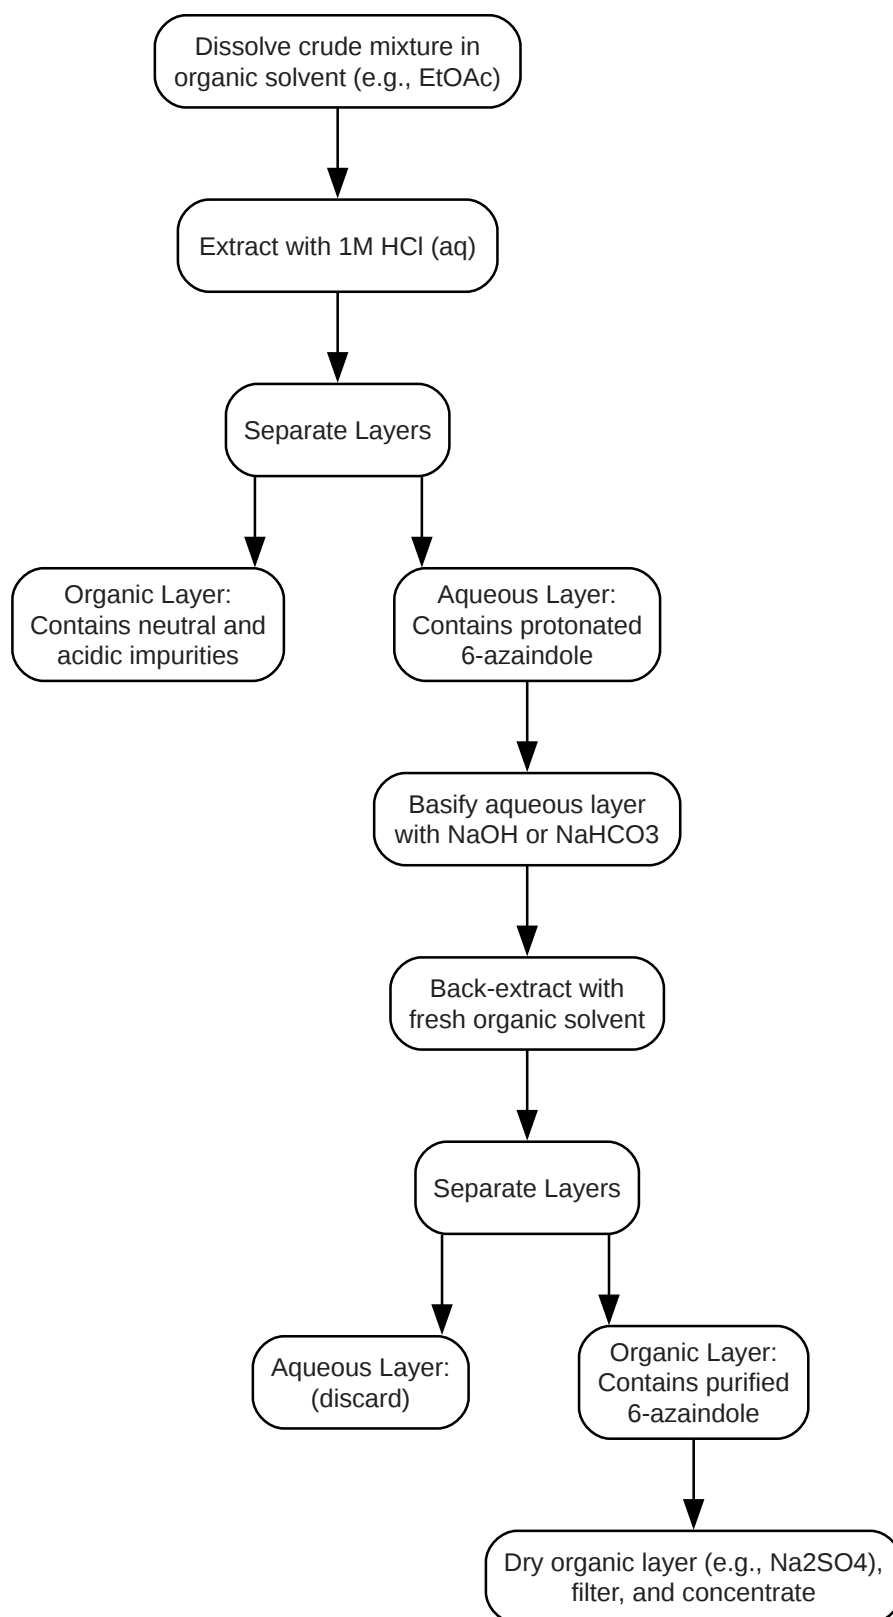 Dissolve crude mixture in
organic solvent (e.g., EtOAc)
Extract with 1M HCl (aq)
Separate Layers
Organic Layer:
Contains neutral and
acidic impurities
Aqueous Layer:
Contains protonated
6-azaindole
Basify aqueous layer
with NaOH or NaHCO3
Back-extract with
fresh organic solvent
Separate Layers
Aqueous Layer:
(discard)
Organic Layer:
Contains purified
6-azaindole
Dry organic layer (e.g., Na2SO4),
filter, and concentrate